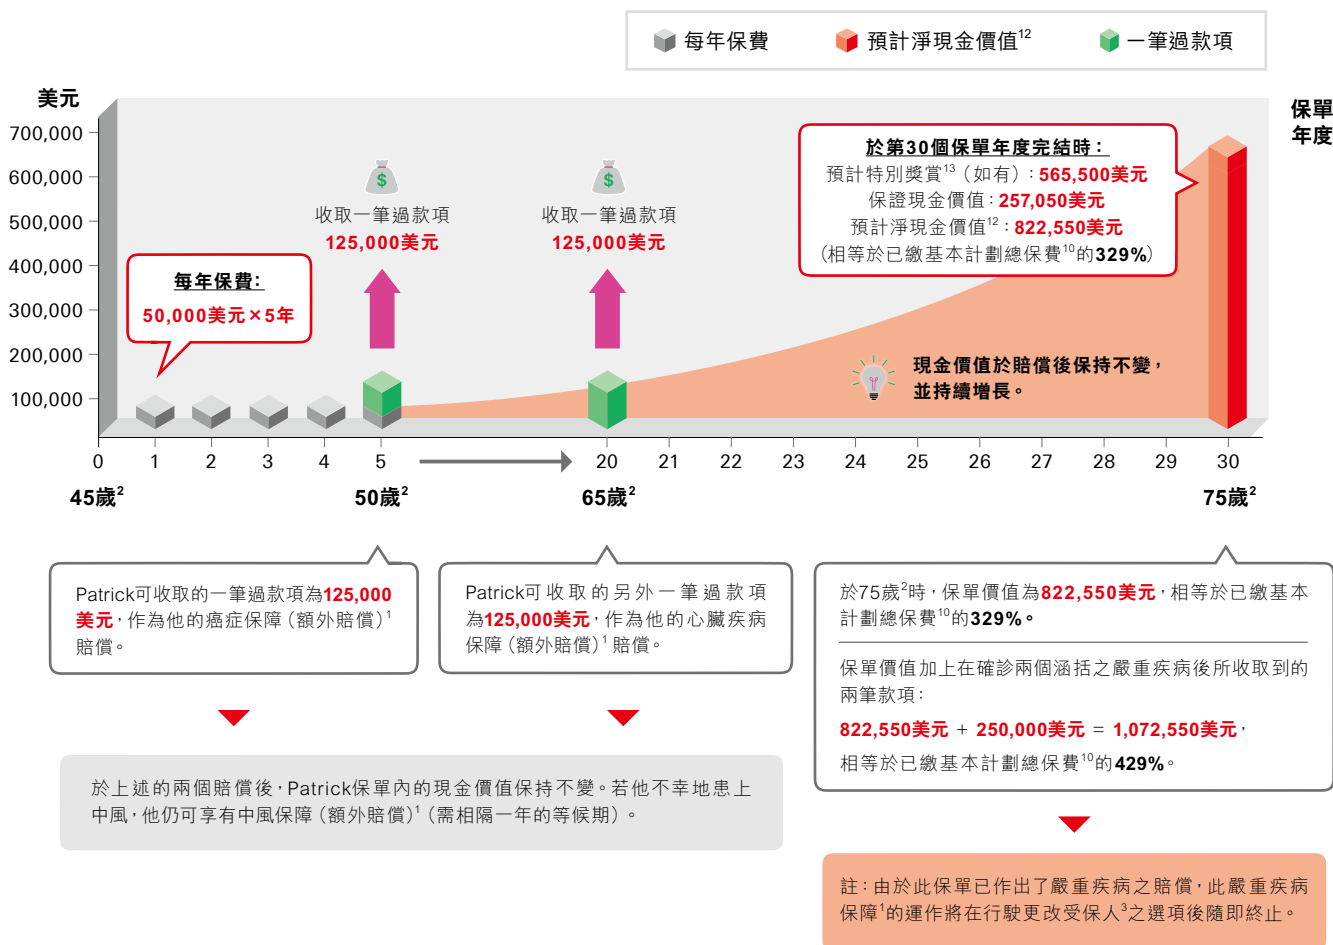 每年保費
預計淨現金價值12
一筆過款項
美元
保單
年度
700,000
600,000
500,000
400,000
300,000
200,000
100,000
每年保費:
50,000美元×5年
$
收取一筆過款項
125,000美元
$
收取一筆過款項
125,000美元
於第30個保單年度完結時：
預計特別獎賞13（如有）：565,500美元
保證現金價值：257,050美元
預計淨現金價值12：822,550美元
（相等於已繳基本計劃總保費10的329%）
現金價值於賠償後保持不變，
並持續增長。
0 1 2 3 4 5 20 21 22 23 24 25 26 27 28 29 30
45歲2 50歲2 65歲2 75歲2
Patrick可收取的一筆過款項為125,000
美元，作為他的癌症保障（額外賠償）1
賠償。
Patrick可收取的另外一筆過款項
為125,000美元，作為他的心臟疾病
保障（額外賠償）1賠償。
於75歲2時，保單價值為822,550美元，相等於已繳基本
計劃總保費10的329%。
保單價值加上在確診兩個涵括之嚴重疾病後所收取到的
兩筆款項：
822,550美元 + 250,000美元 = 1,072,550美元，
相等於已繳基本計劃總保費10的429%。
於上述的兩個賠償後，Patrick保單內的現金價值保持不變。若他不幸地患上
中風，他仍可享有中風保障（額外賠償）1（需相隔一年的等候期）。
註：由於此保單已作出了嚴重疾病之賠償，此嚴重疾病
保障1的運作將在行駛更改受保人3之選項後隨即終止。